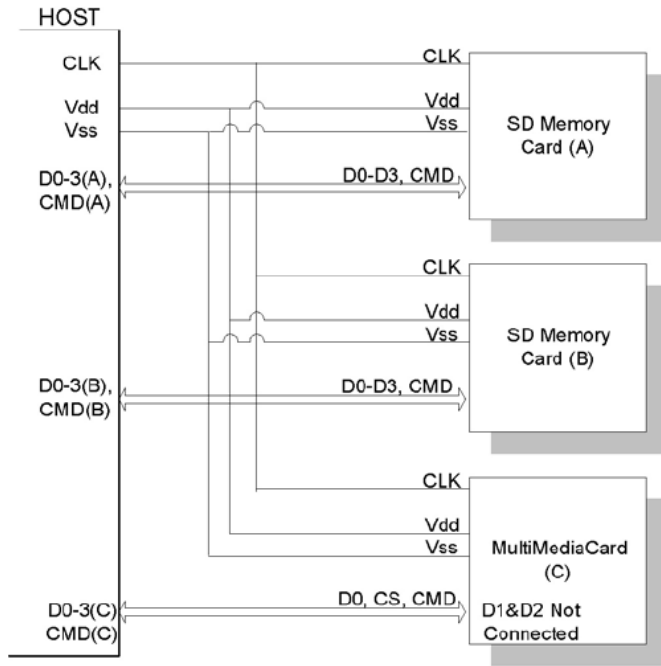 HOST
CLK
CLK
Vdd
Vdd
Vss
Vss
SD Memory
Card (A)
D0-3(A),
CMD(A)
D0-D3, CMD
CLK
Vdd
Vss
SD Memory
Card (B)
D0-3(B),
CMD(B)
D0-D3, CMD
CLK
Vdd
Vss
MultiMediaCard
(C)
D0-3(C)
CMD(C)
D0, CS, CMD
D1&D2 Not
Connected